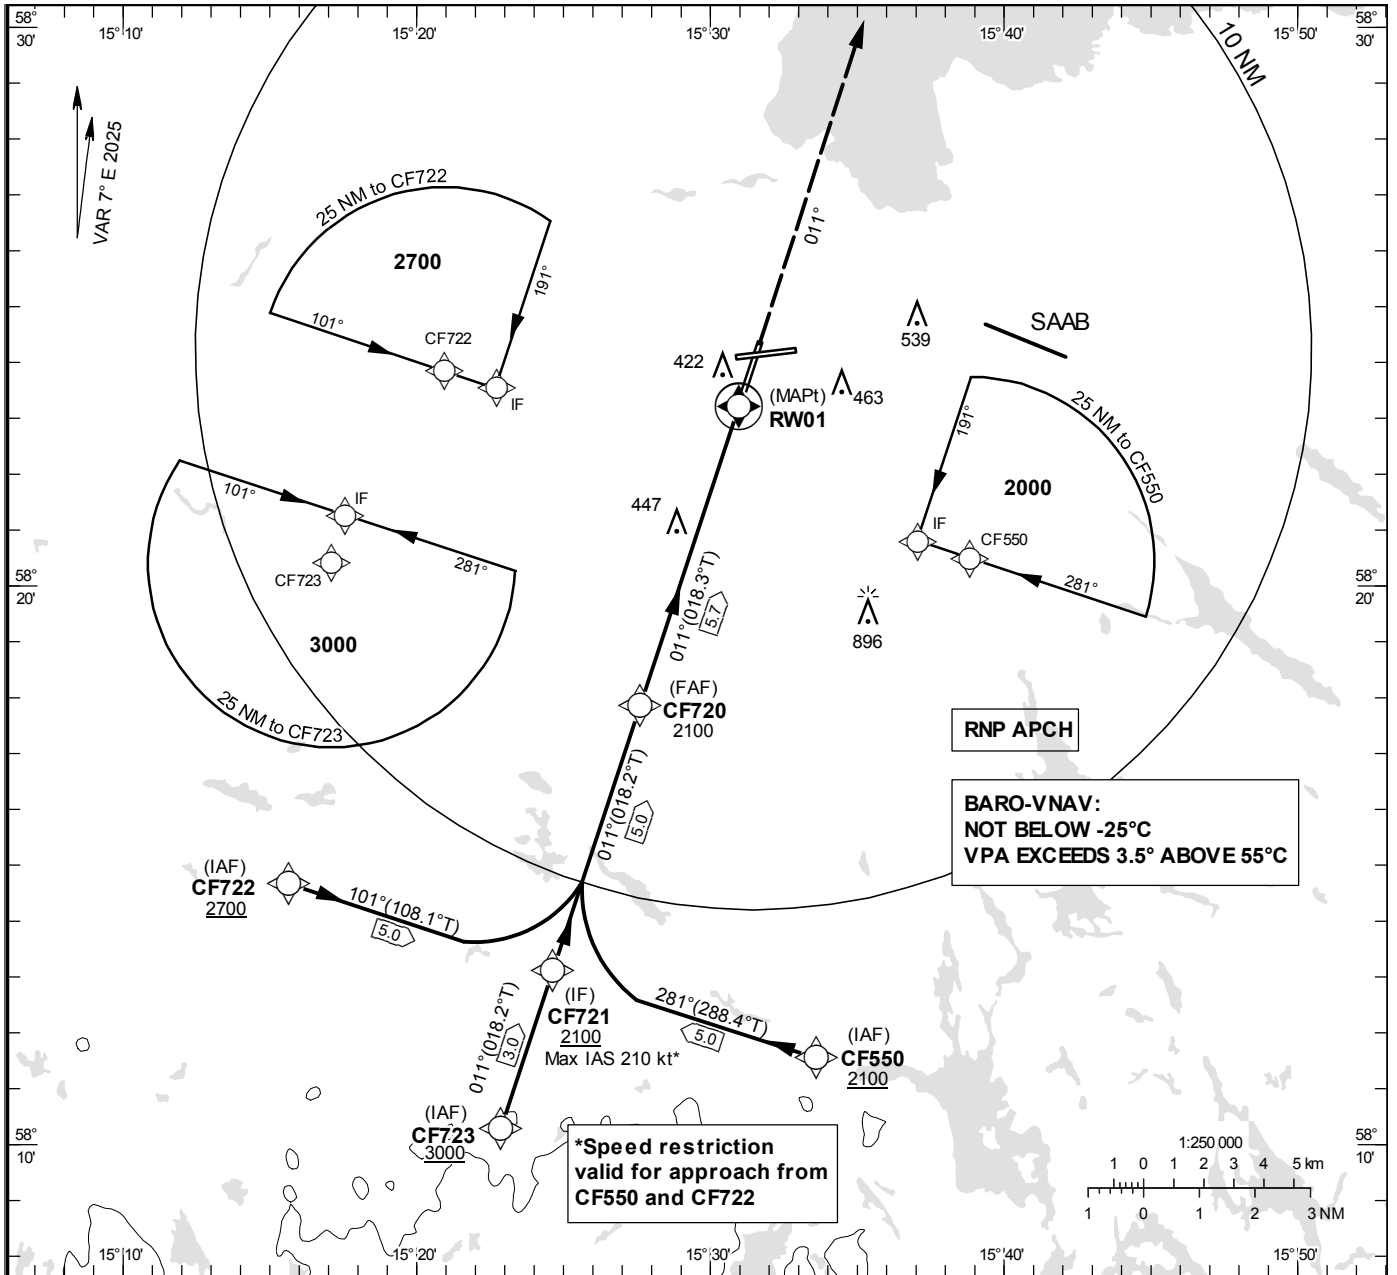 58°
30'
15°10'
15°20'
15°30'
15°40'
15°50'
58°
30'
10 NM
VAR 7° E 2025
25 NM to CF722
2700
191°
101°
CF722
IF
011°
539
SAAB
422
463
(MAPt)
RW01
191°
25 NM to CF550
2000
IF
CF550
281°
101°
IF
281°
CF723
3000
25 NM to CF723
447
58°
20'
58°
20'
896
011°(018.3°T)
5.7
(FAF)
CF720
2100
RNP APCH
011°(018.2°T)
5.0
BARO-VNAV:
NOT BELOW -25°C
VPA EXCEEDS 3.5° ABOVE 55°C
(IAF)
CF722
2700
101°(108.1°T)
5.0
(IF)
CF721
2100
Max IAS 210 kt*
281°(288.4°T)
5.0
(IAF)
CF550
2100
011°(018.2°T)
3.0
(IAF)
CF723
3000
*Speed restriction
valid for approach from
CF550 and CF722
58°
10'
58°
10'
1:250 000
1 0 1 2 3 4 5 km
1 0 1 2 3 NM
15°10'
15°20'
15°30'
15°40'
15°50'